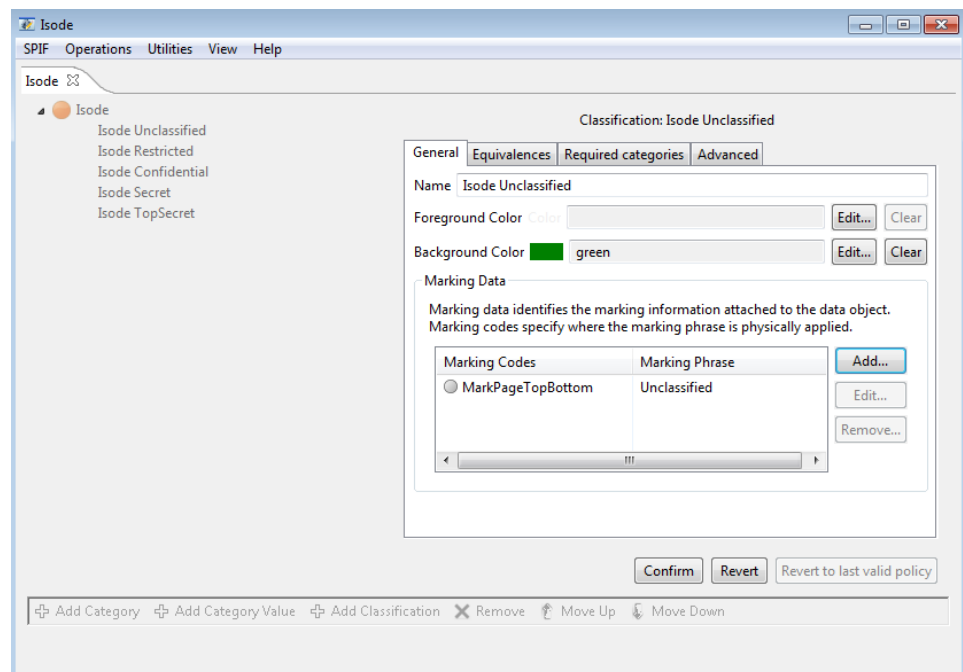 Isode
SPIF Operations Utilities View Help
Isode
Isode
Isode Unclassified
Isode Restricted
Isode Confidential
Isode Secret
Isode TopSecret
Classification: Isode Unclassified
General Equivalences Required categories Advanced
Name Isode Unclassified
Foreground Color Color Edit... Clear
Background Color green Edit... Clear
Marking Data
Marking data identifies the marking information attached to the data object.
Marking codes specify where the marking phrase is physically applied.
Marking Codes Marking Phrase Add...
MarkPageTopBottom Unclassified
Edit...
Remove...
Confirm Revert Revert to last valid policy
Add Category Add Category Value Add Classification Remove Move Up Move Down